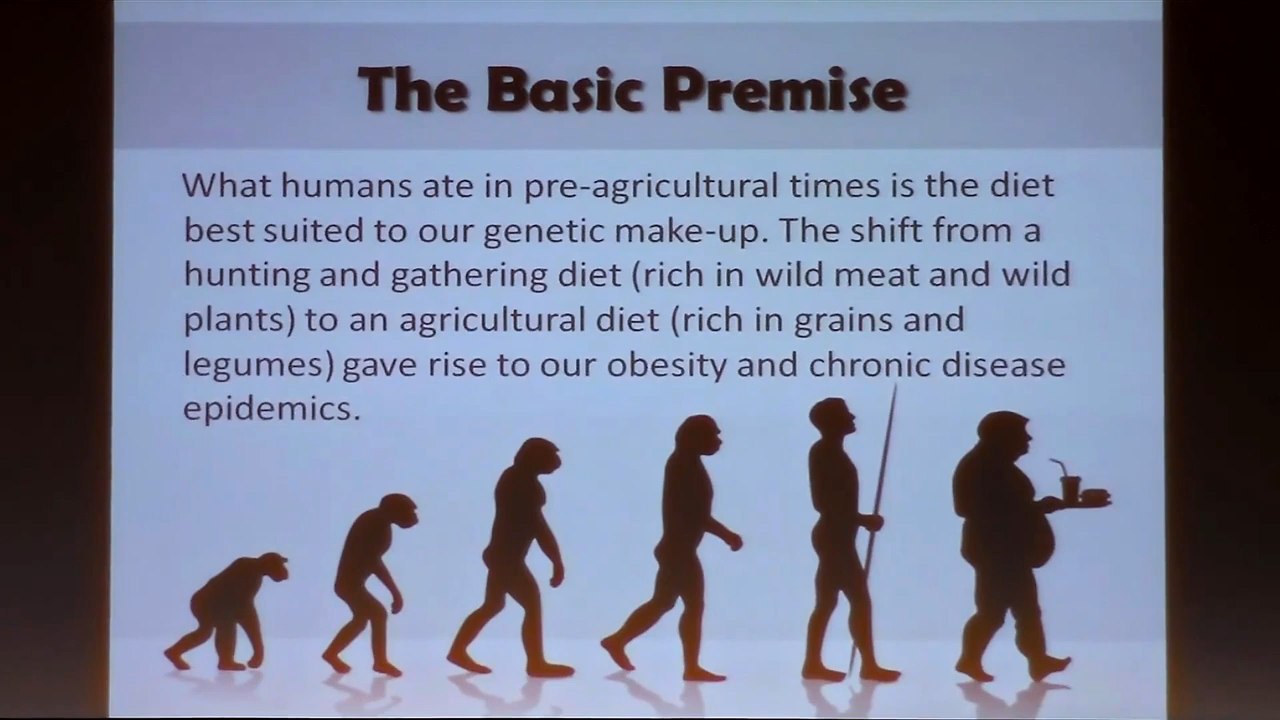 The Basic Premise
What humans ate in pre-agricultural times is the diet
best suited to our genetic make-up. The shift from a
hunting and gathering diet (rich in wild meat and wild
plants) to an agricultural diet (rich in grains and
legumes) gave rise to our obesity and chronic disease
epidemics.